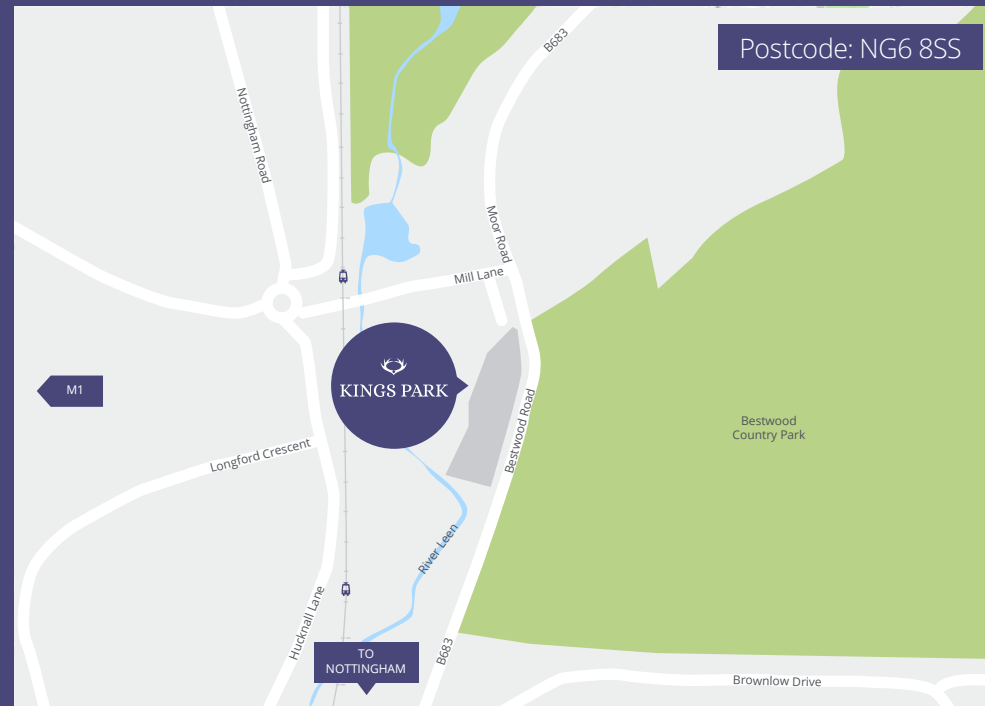 B683
Postcode: NG6 8SS
Nottingham Road
Moor Road
Mill Lane
KINGS PARK
M1
Bestwood Road
Bestwood
Country Park
Longford Crescent
River Leen
Hucknall Lane
B683
TO
NOTTINGHAM
Brownlow Drive